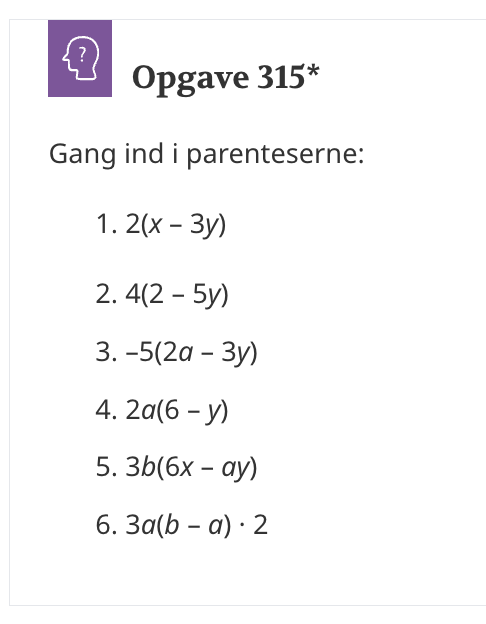 ?
Opgave 315*
Gang ind i parenteserne:
1. 2(x – 3y)
2. 4(2 – 5y)
3. –5(2a – 3y)
4. 2a(6 – y)
5. 3b(6x – ay)
6. 3a(b – a) · 2